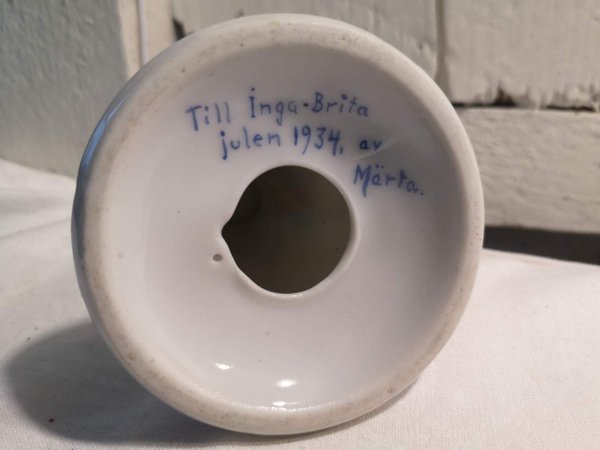 Till Inga-Brita
julen 1934, av
Märta.